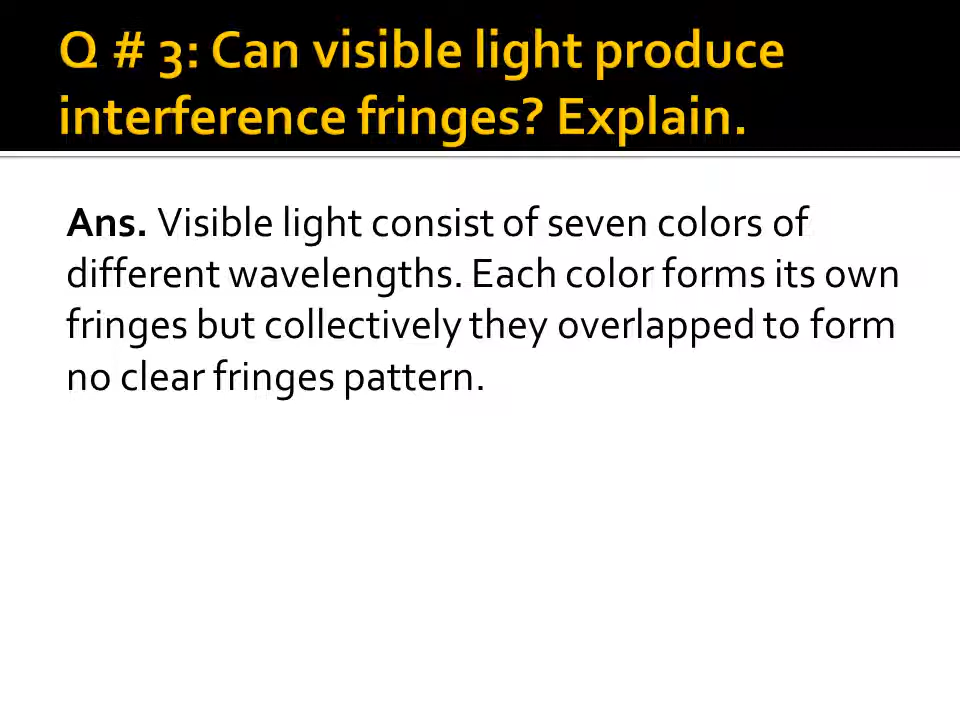 Q # 3: Can visible light produce
interference fringes? Explain.
Ans. Visible light consist of seven colors of
different wavelengths. Each color forms its own
fringes but collectively they overlapped to form
no clear fringes pattern.